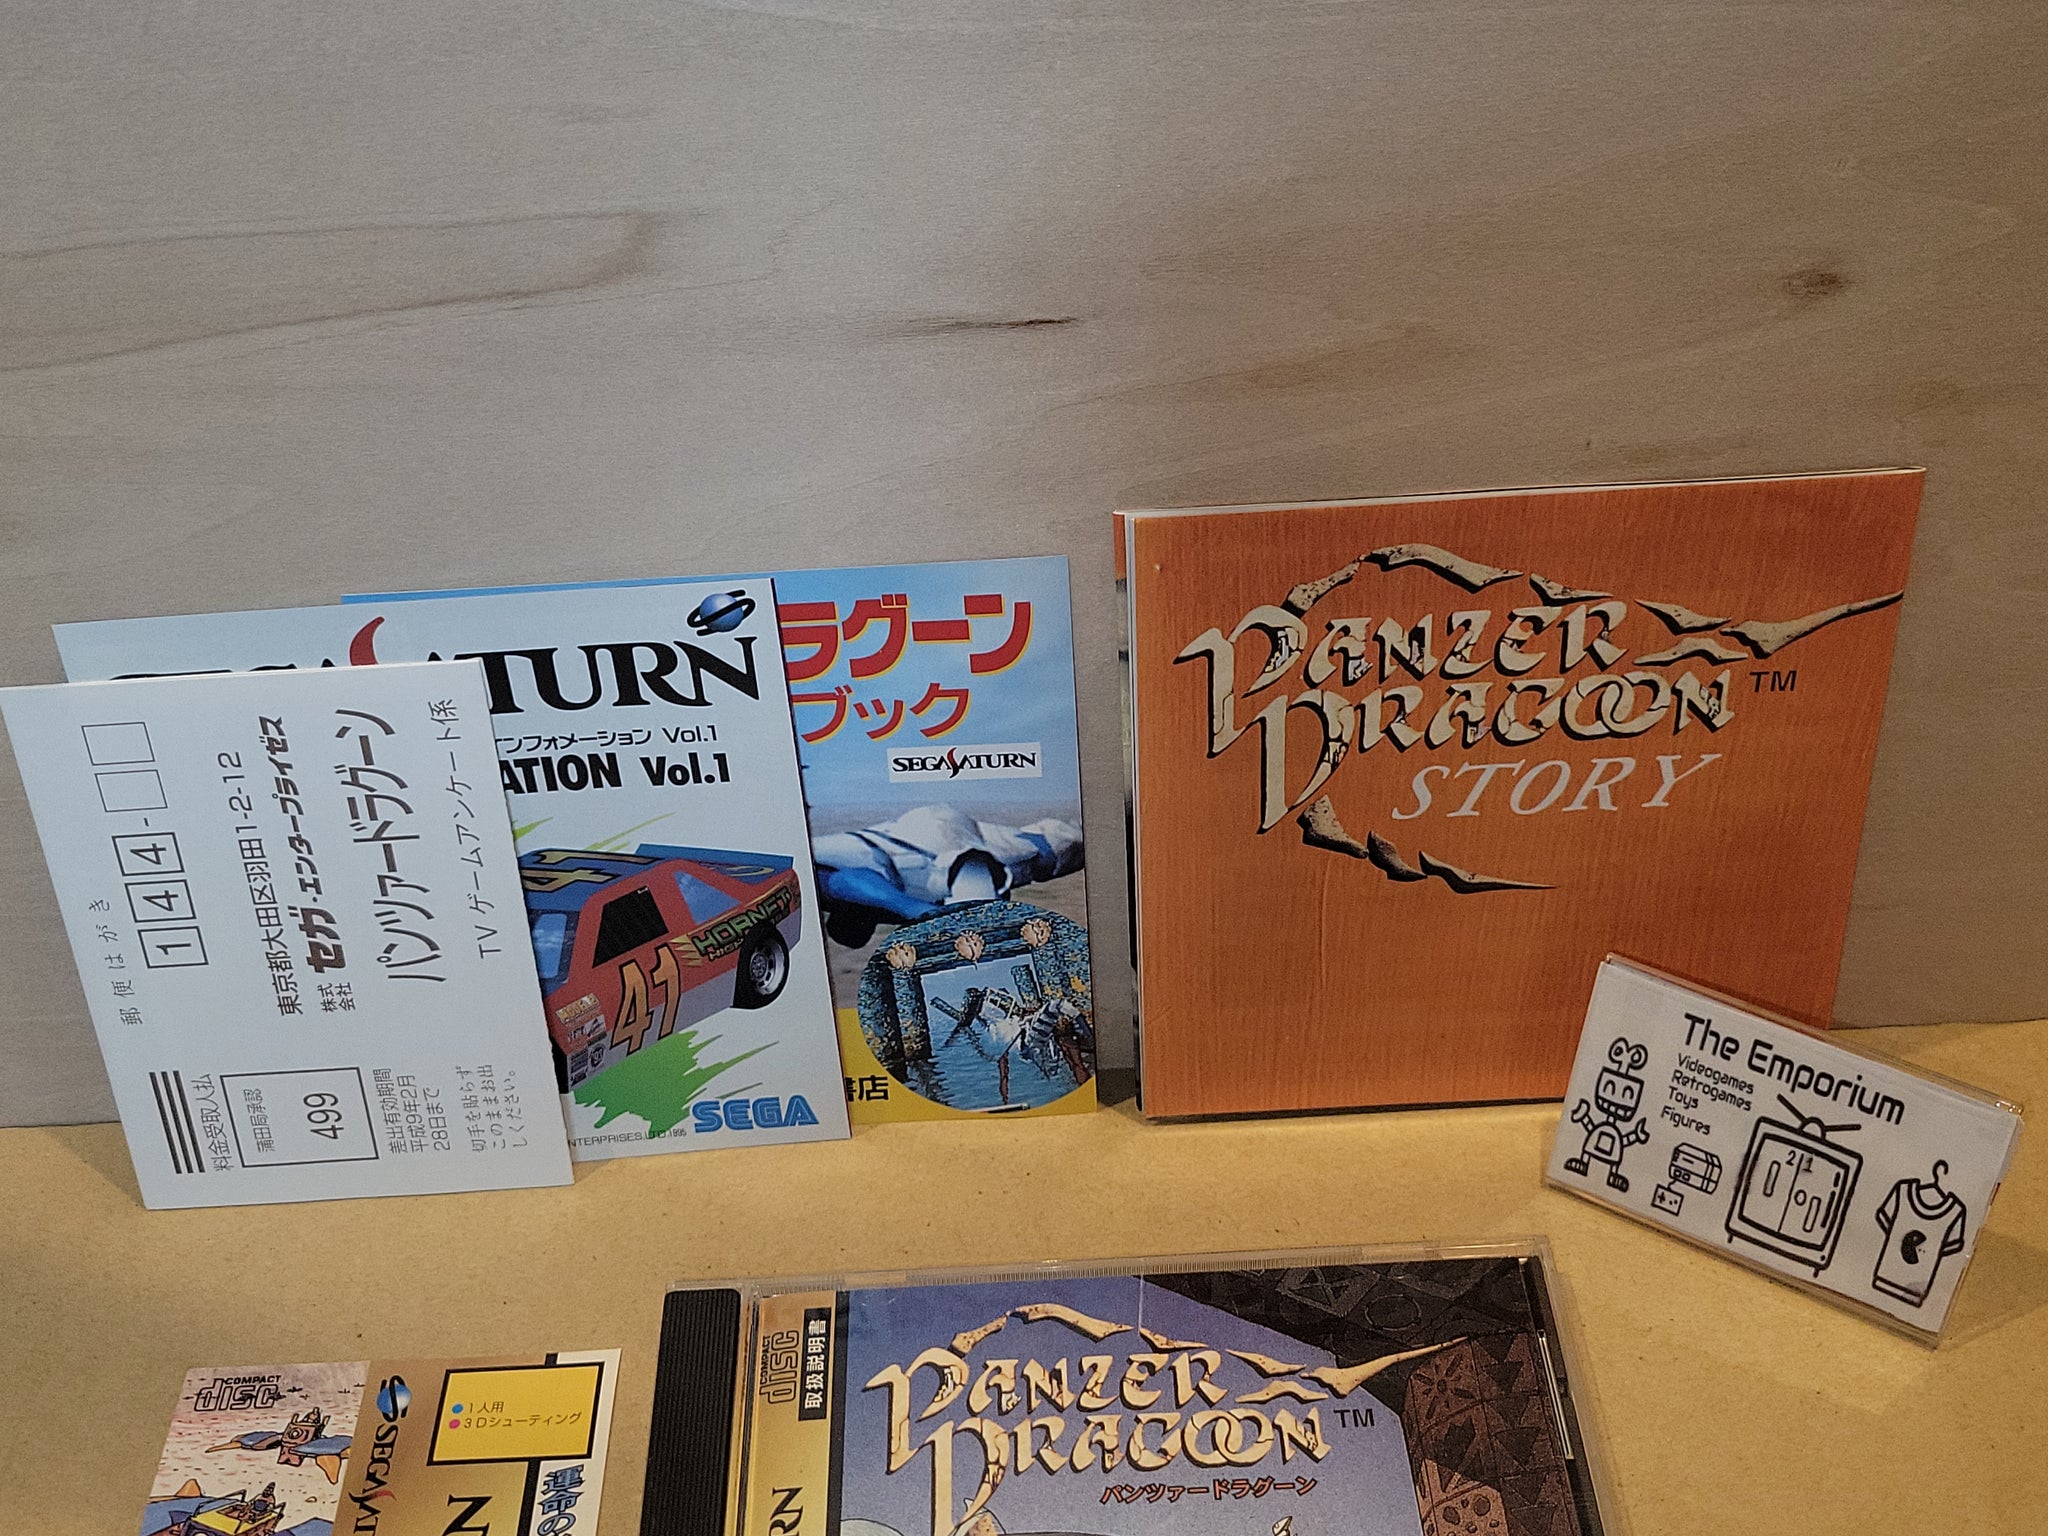 郵便はがき
144-
東京都大田区羽田1-2-12
株式会社
セガ・エンタープライゼス
パンツァードラグーン
TVゲームアンケート係
料金受取人払
蒲田局承認
499
差出有効期間
平成9年2月
28日まで
切手を貼らず
このままお出
しください。
SATURN
インフォメーション Vol.1
ATION Vol.1
41
HORNET
41
SEGA
ENTERPRISES,LTD.1995
ラグーン
ブック
SEGA SATURN
書店
PANZER
DRAGOON
TM
STORY
The Emporium
Videogames
Retrogames
Toys
Figures
2 1
COMPACT
disc
SEGA SAT
N
●1人用
●3Dシューティング
の
COMPACT
disc
取扱説明書
RN
PANZER
DRAGOON
TM
パンツァードラグーン